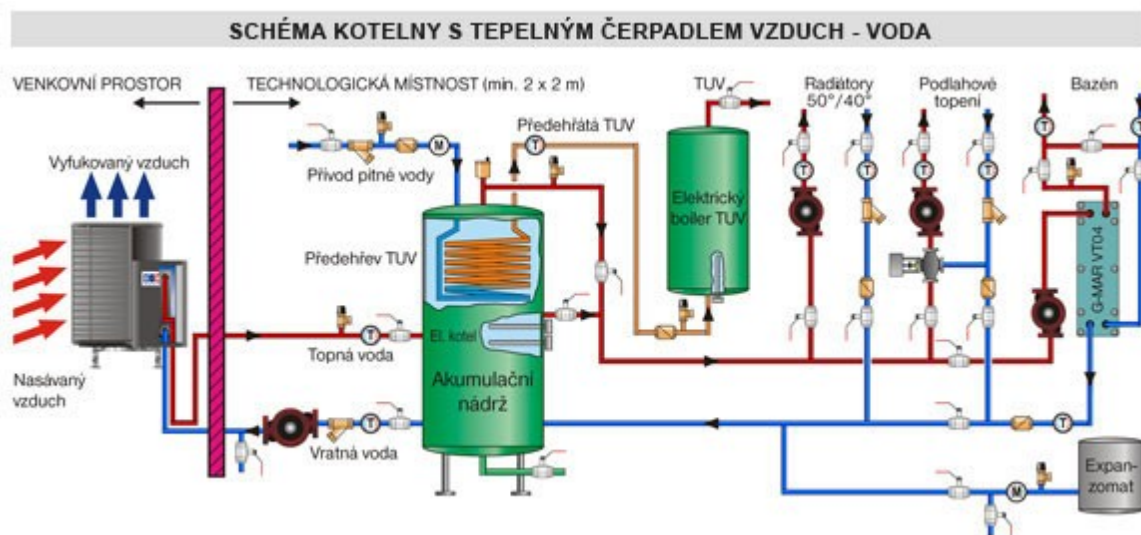 SCHÉMA KOTELNY S TEPELNÝM ČERPADLEM VZDUCH - VODA
VENKOVNÍ PROSTOR
TECHNOLOGICKÁ MÍSTNOST (min. 2 x 2 m)
TUV
Radiátory
50°/40°
Podlahové
topení
Bazén
Vyfukovaný vzduch
Předehřátá TUV
T
M
Přívod pitné vody
T
T
T
T
T
Elektrický
boiler TUV
Předehřev TUV
G-MAR VT04
El. kotel
T
Topná voda
Akumulační
nádrž
Nasávaný
vzduch
T
Vratná voda
T
Expan-
zomat
M